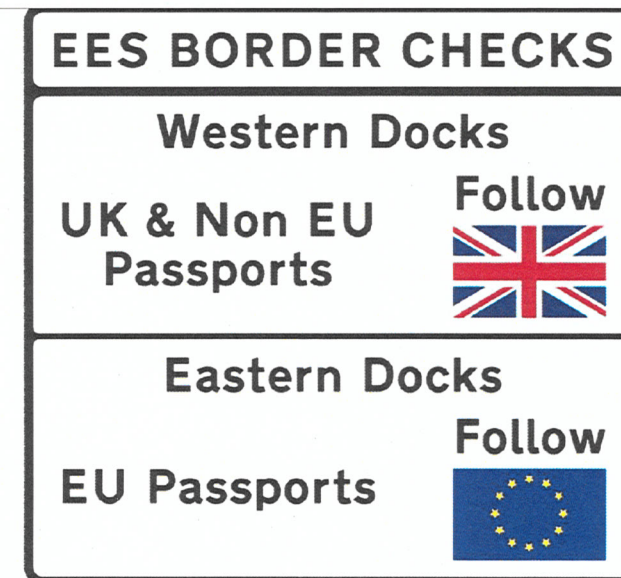 EES BORDER CHECKS
Western Docks
Follow
UK & Non EU
Passports
Eastern Docks
Follow
EU Passports